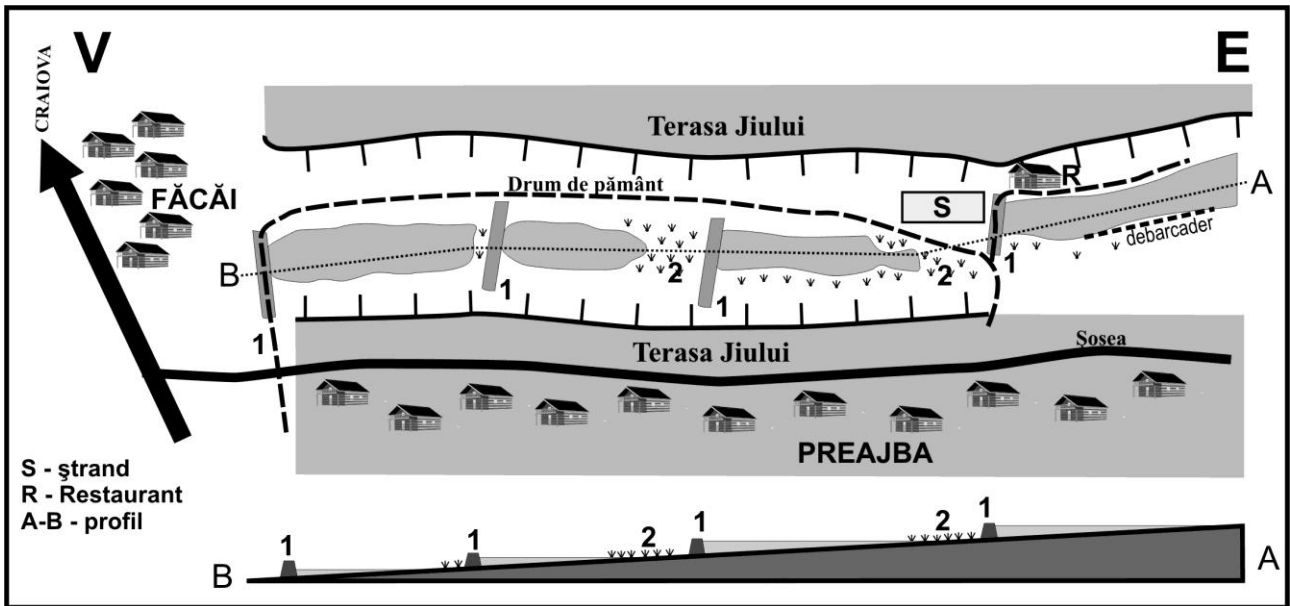 V
E
CRAIOVA
Terasa Jiului
FĂCĂI
Drum de pământ
R
S
A
debarcader
1
B
2
2
1
1
1
Terasa Jiului
Şosea
PREAJBA
S - ştrand
R - Restaurant
A-B - profil
1
1
2
1
2
1
B
A